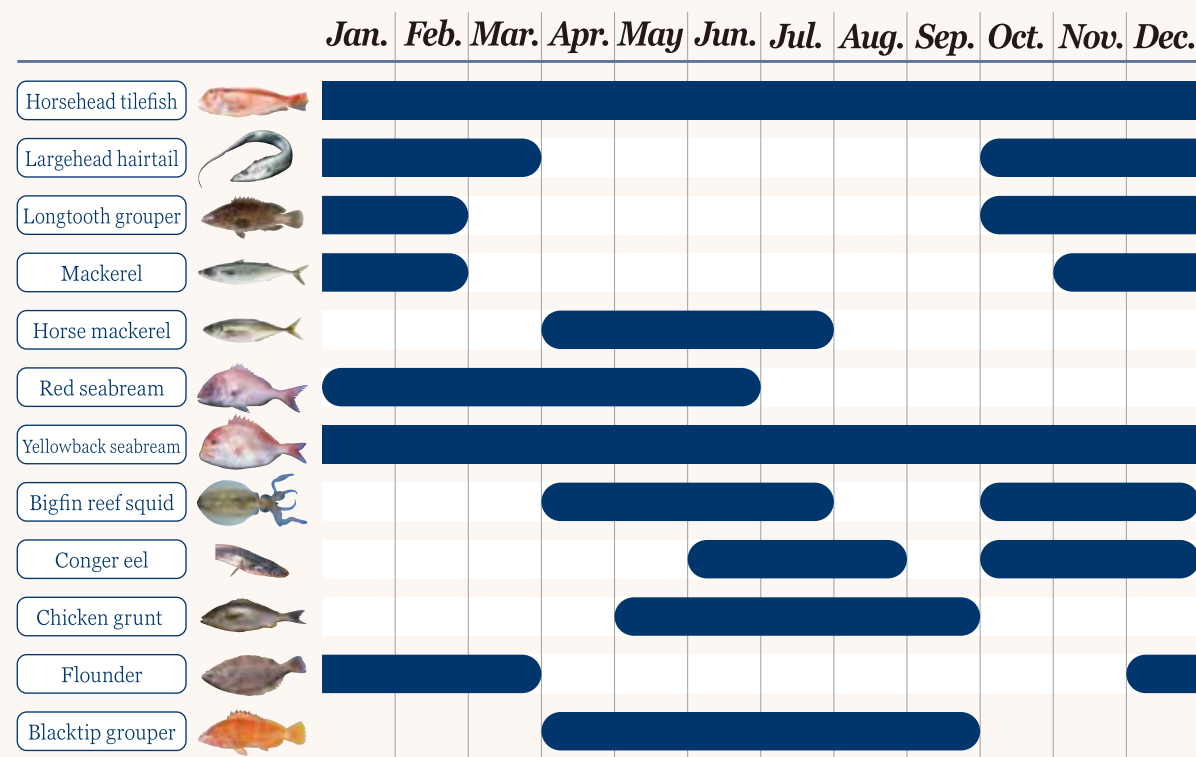 Jan. Feb. Mar. Apr. May Jun. Jul. Aug. Sep. Oct. Nov. Dec.
Horsehead tilefish
Largehead hairtail
Longtooth grouper
Mackerel
Horse mackerel
Red seabream
Yellowback seabream
Bigfin reef squid
Conger eel
Chicken grunt
Flounder
Blacktip grouper